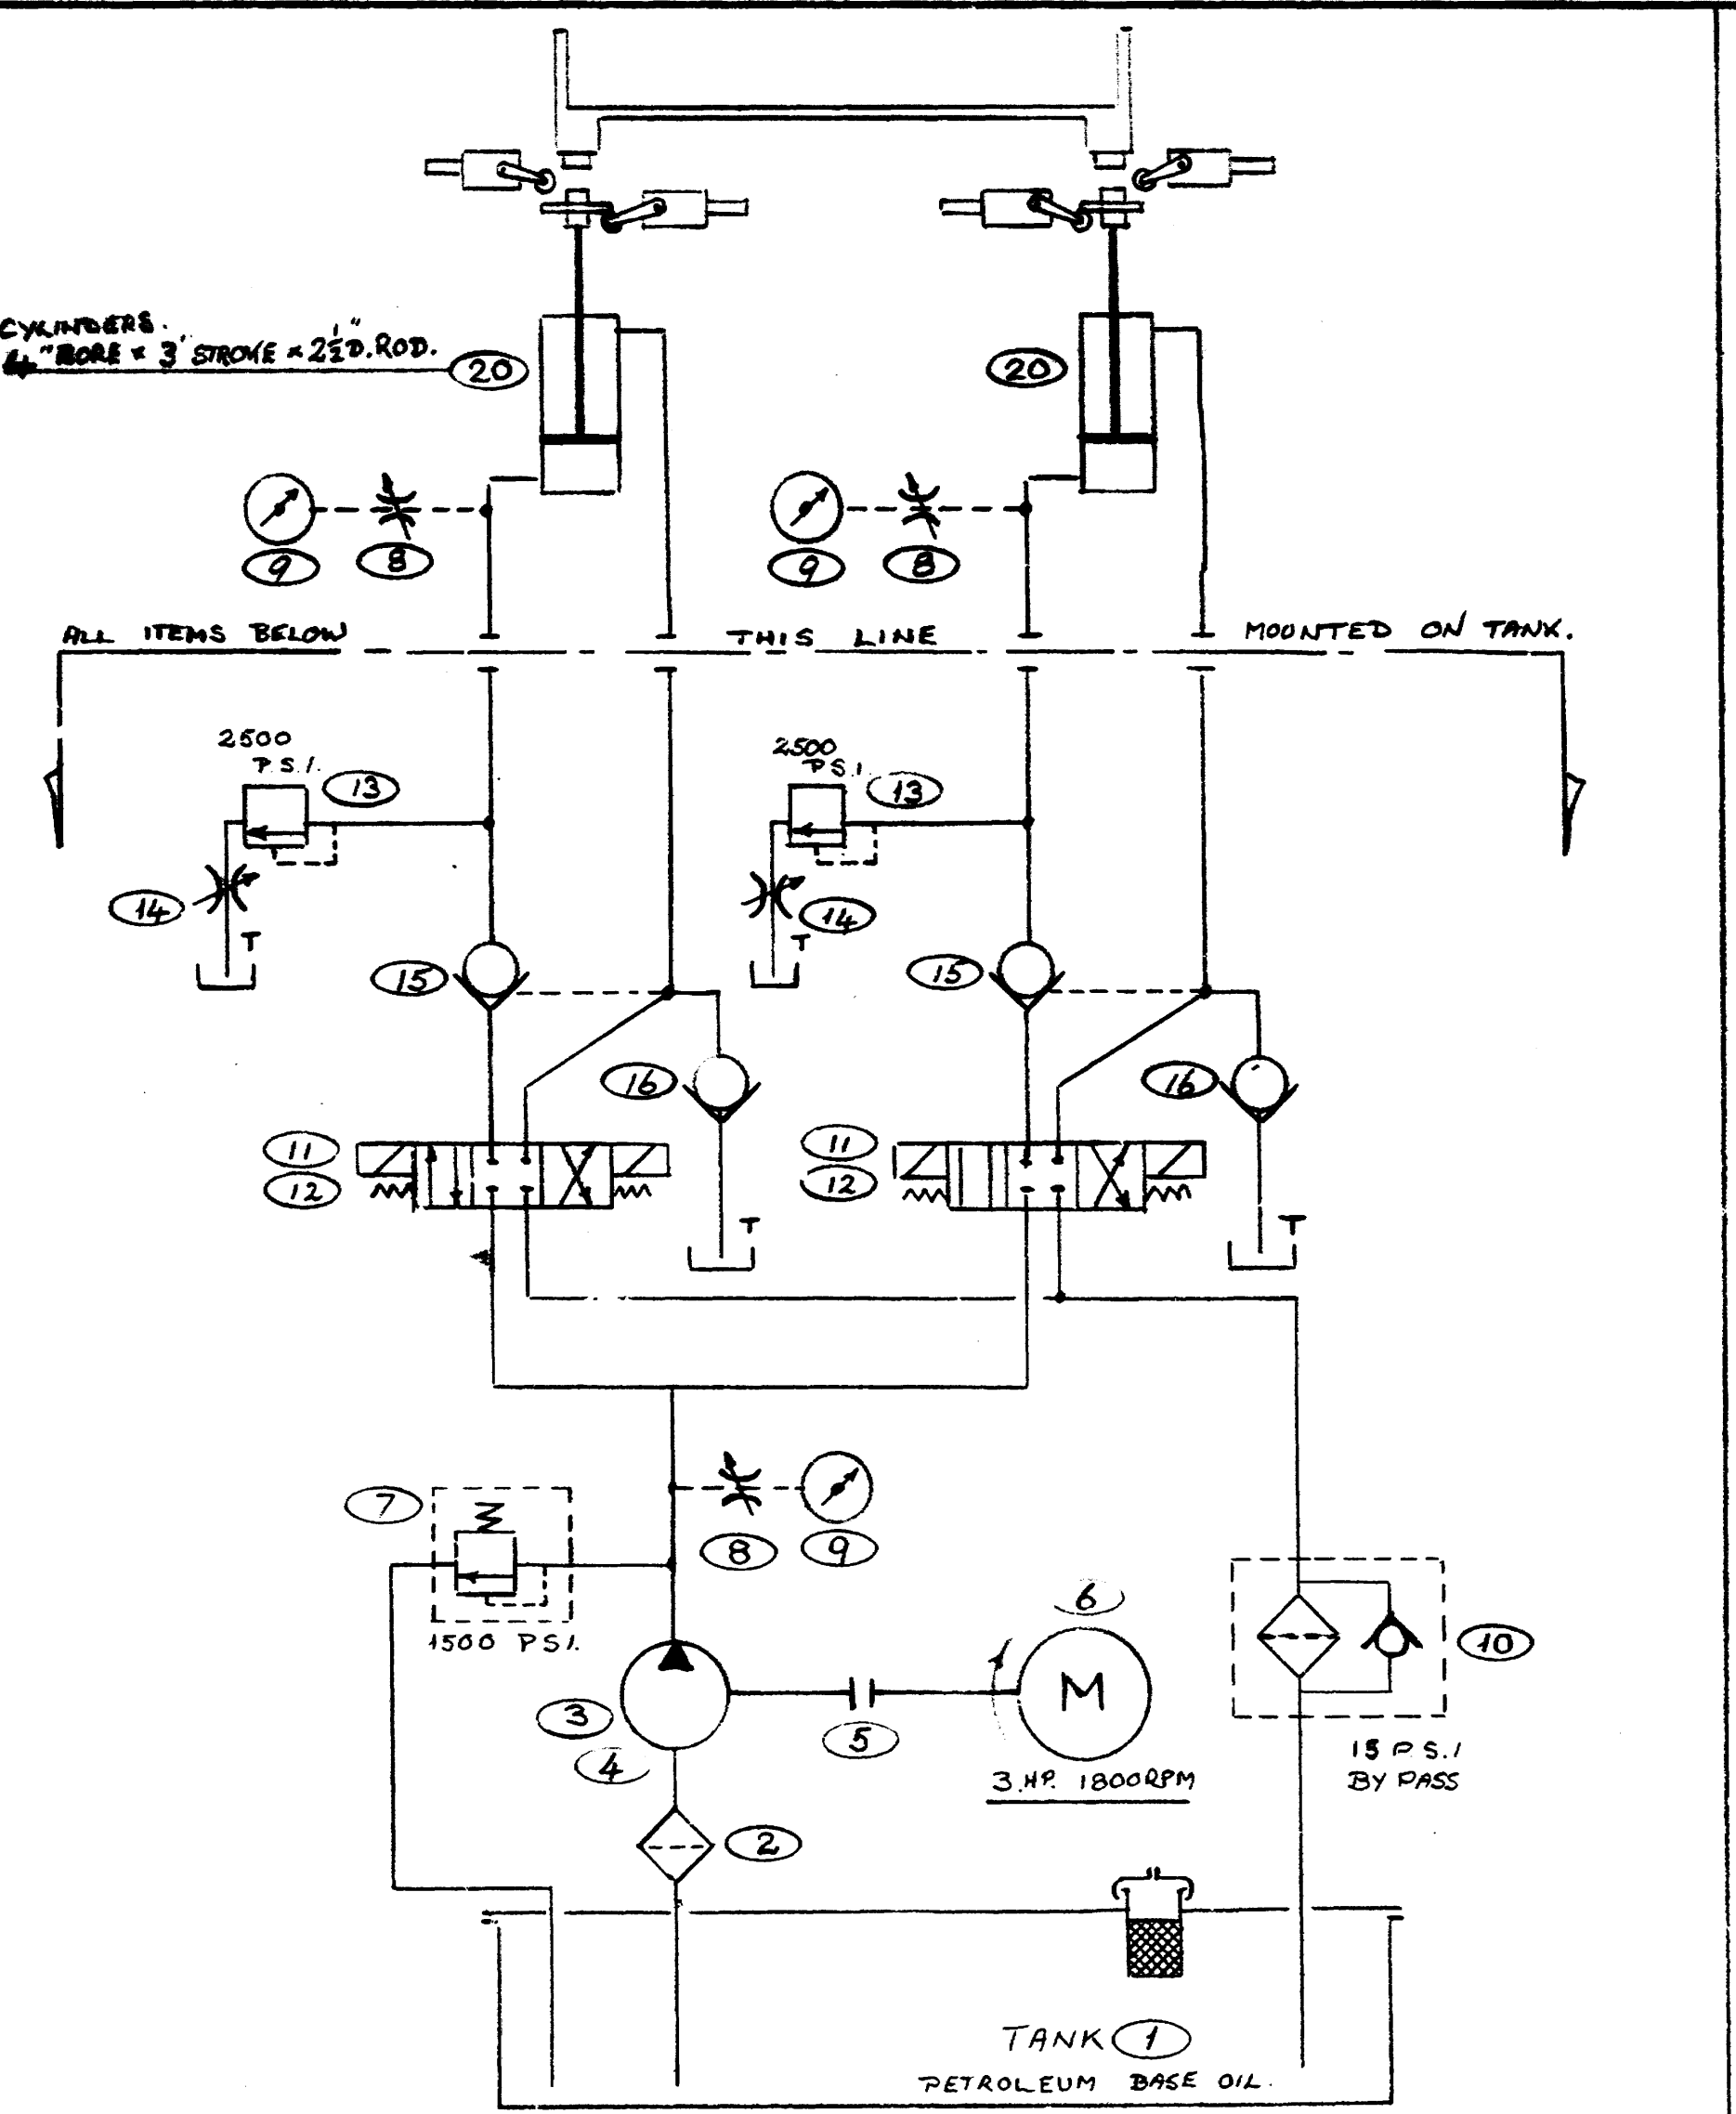 CYLINDERS.
4" BORE × 3' STROKE × 2½" D. ROD.
20
20
9
8
9
8
ALL ITEMS BELOW THIS LINE MOUNTED ON TANK.
2500
P.S.I.
13
2500
P.S.I.
13
14
T
14
T
15
15
16
16
11
12
11
12
T
T
7
8
9
1500 P.S.I.
6
M
10
3
4
5
3.HP. 1800RPM
15 P.S.I
BY PASS
2
TANK 1
PETROLEUM BASE OIL.